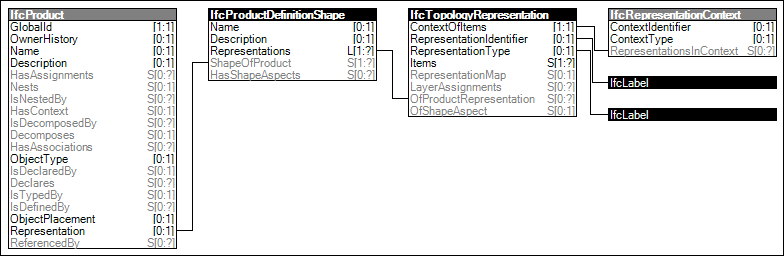 IfcProduct
GlobalId [1:1]
OwnerHistory [0:1]
Name [0:1]
Description [0:1]
HasAssignments S[0:?]
Nests S[0:1]
IsNestedBy S[0:?]
HasContext S[0:1]
IsDecomposedBy S[0:?]
Decomposes S[0:1]
HasAssociations S[0:?]
ObjectType [0:1]
IsDeclaredBy S[0:1]
Declares S[0:?]
IsTypedBy S[0:1]
IsDefinedBy S[0:?]
ObjectPlacement [0:1]
Representation [0:1]
ReferencedBy S[0:?]
IfcProductDefinitionShape
Name [0:1]
Description [0:1]
Representations L[1:?]
ShapeOfProduct S[1:?]
HasShapeAspects S[0:?]
IfcTopologyRepresentation
ContextOfItems [1:1]
RepresentationIdentifier [0:1]
RepresentationType [0:1]
Items S[1:?]
RepresentationMap S[0:1]
LayerAssignments S[0:?]
OfProductRepresentation S[0:?]
OfShapeAspect S[0:1]
IfcRepresentationContext
ContextIdentifier [0:1]
ContextType [0:1]
RepresentationsInContext S[0:?]
IfcLabel
IfcLabel